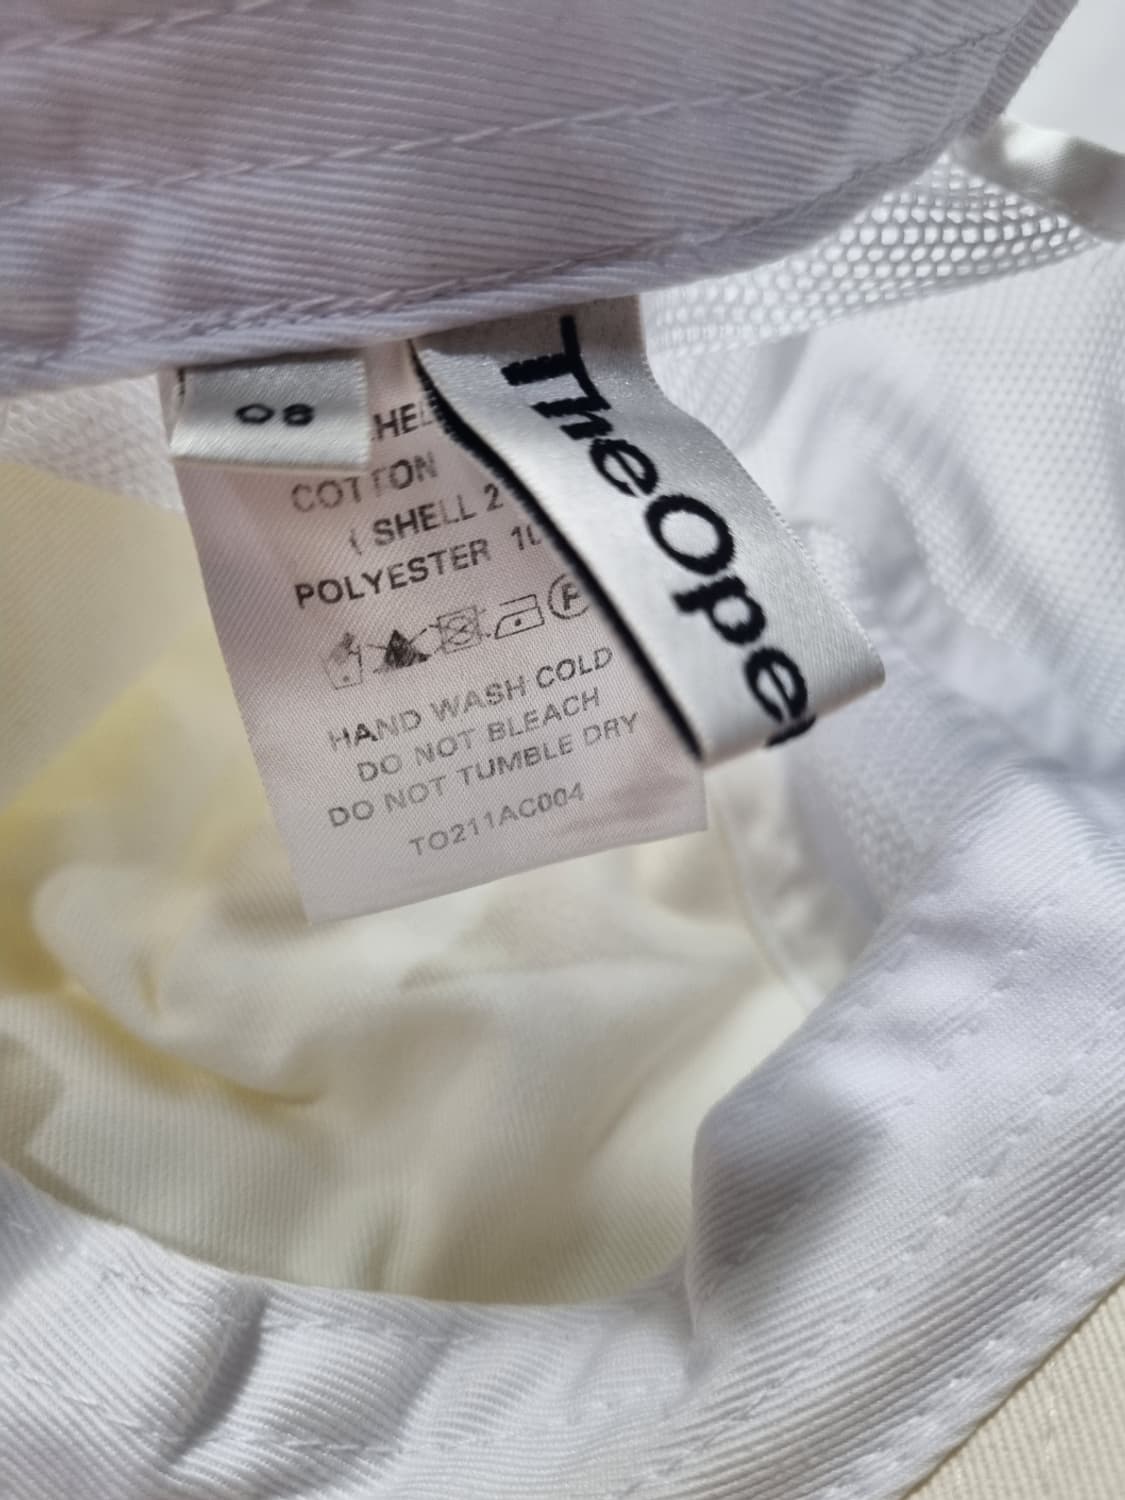 08
COTTON
( SHELL 2
POLYESTER
HAND WASH COLD
DO NOT BLEACH
DO NOT TUMBLE DRY
TO211AC004
TheOpe